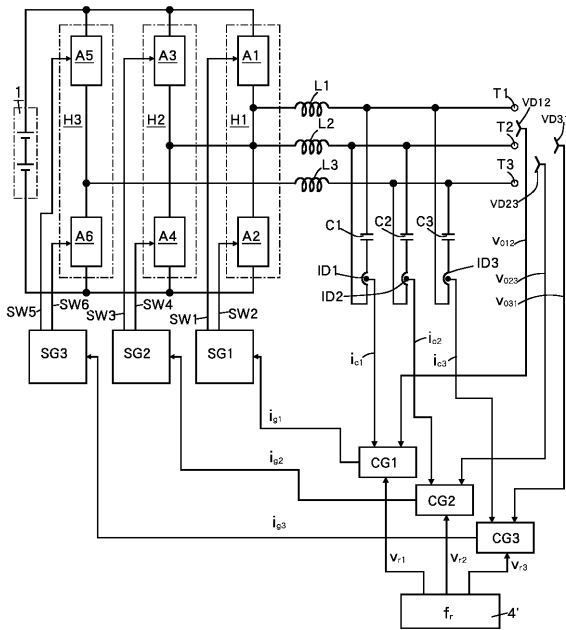 A5 A3 A1
1
H3 H2 H1
L1 T1 VD12
L2 T2 VD31
L3 T3
VD23
A6 A4 A2
C1 C2 C3
ID1 ID2 ID3
v012
v023
v031
SW5 SW6 SW3 SW4 SW1 SW2
SG3 SG2 SG1
ic1 ic2 ic3
ig1 CG1
ig2 CG2
ig3 CG3
vr1 vr2 vr3
fr 4'